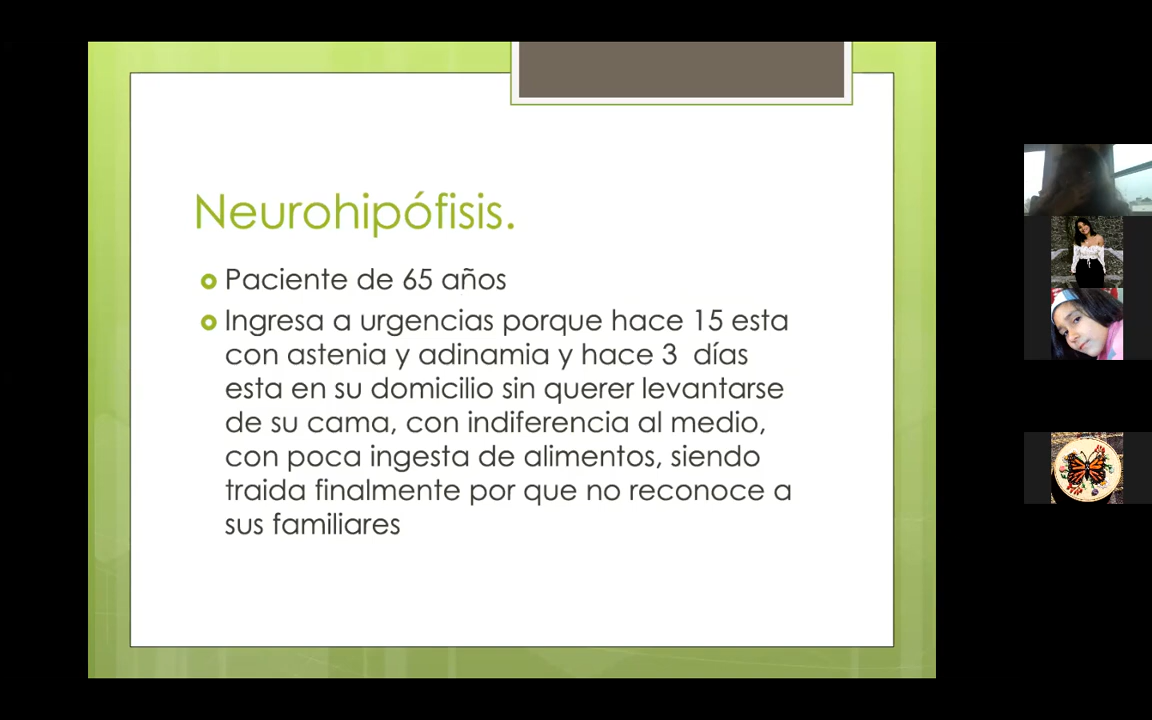 Neurohipófisis.
Paciente de 65 años
Ingresa a urgencias porque hace 15 esta
con astenia y adinamia y hace 3 días
esta en su domicilio sin querer levantarse
de su cama, con indiferencia al medio,
con poca ingesta de alimentos, siendo
traida finalmente por que no reconoce a
sus familiares